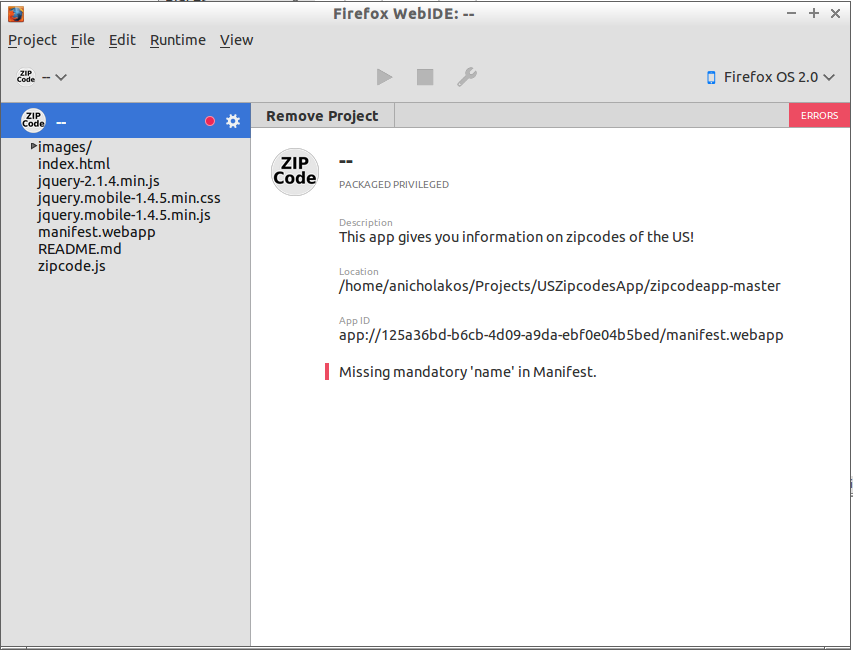 Firefox WebIDE: --
Project File Edit Runtime View
ZIP
Code
--
Firefox OS 2.0
ZIP
Code
--
Remove Project
ERRORS
images/
index.html
jquery-2.1.4.min.js
jquery.mobile-1.4.5.min.css
jquery.mobile-1.4.5.min.js
manifest.webapp
README.md
zipcode.js
ZIP
Code
--
PACKAGED PRIVILEGED
Description
This app gives you information on zipcodes of the US!
Location
/home/anicholakos/Projects/USZipcodesApp/zipcodeapp-master
App ID
app://125a36bd-b6cb-4d09-a9da-ebf0e04b5bed/manifest.webapp
Missing mandatory 'name' in Manifest.